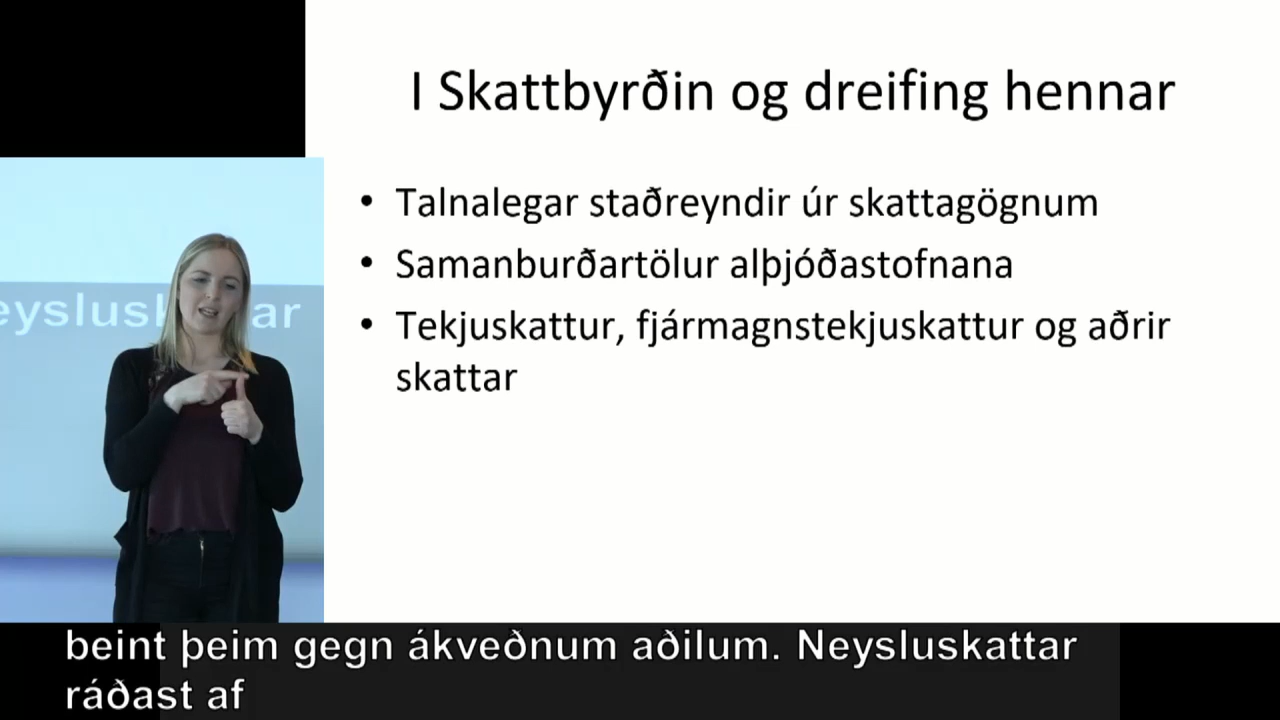 I Skattbyrðin og dreifing hennar
• Talnalegar staðreyndir úr skattagögnum
• Samanburðartölur alþjóðastofnana
• Tekjuskattur, fjármagnstekjuskattur og aðrir
skattar
beint þeim gegn ákveðnum aðilum. Neysluskattar
ráðast af